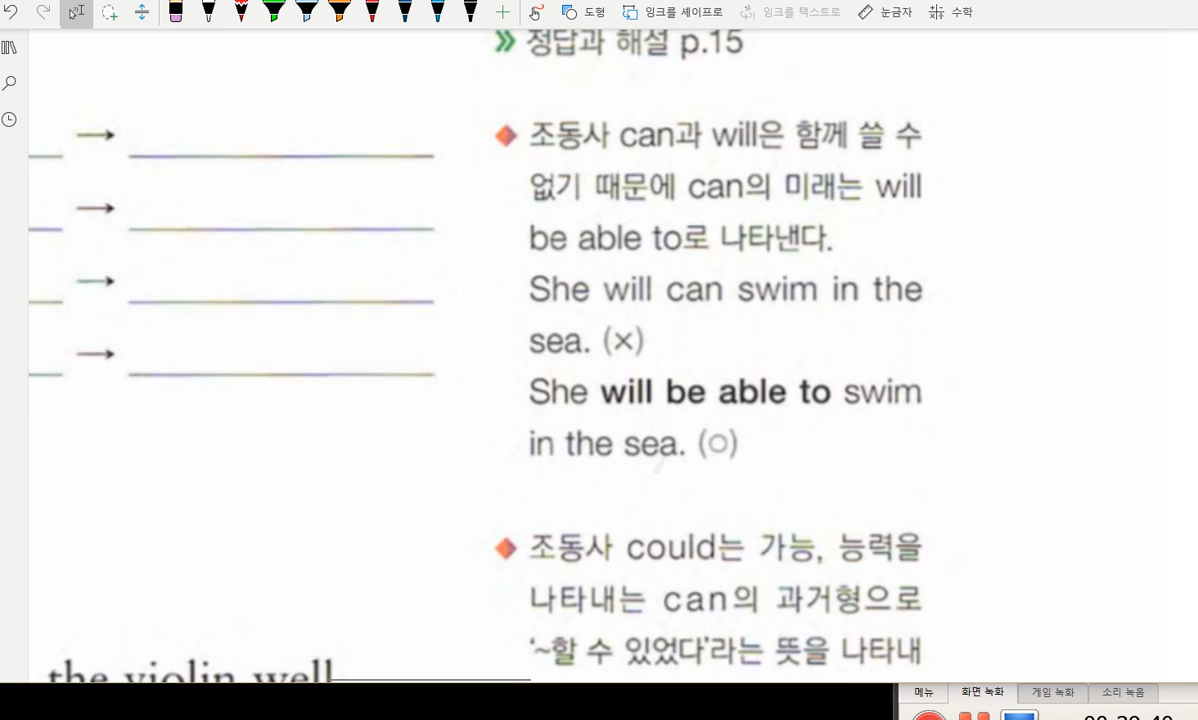 도형 잉크를 셰이프로 잉크를 텍스트로 눈금자 수학
정답과 해설 p.15
조동사 can과 will은 함께 쓸 수
없기 때문에 can의 미래는 will
be able to로 나타낸다.
She will can swim in the
sea. (×)
She will be able to swim
in the sea. (○)
조동사 could는 가능, 능력을
나타내는 can의 과거형으로
'~할 수 있었다'라는 뜻을 나타내
the violin well
메뉴 화면 녹화 게임 녹화 소리 녹음